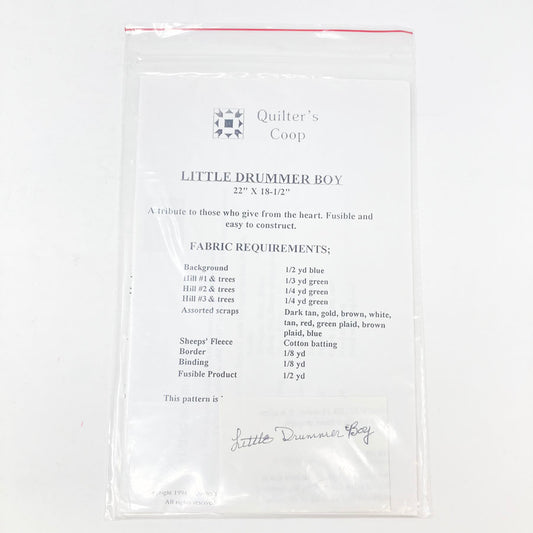 Quilter's
Coop
LITTLE DRUMMER BOY
22" X 18-1/2"
A tribute to those who give from the heart. Fusible and
easy to construct.
FABRIC REQUIREMENTS;
Background 1/2 yd blue
Hill #1 & trees 1/3 yd green
Hill #2 & trees 1/4 yd green
Hill #3 & trees 1/4 yd green
Assorted scraps Dark tan, gold, brown, white,
tan, red, green plaid, brown
plaid, blue
Sheeps' Fleece Cotton batting
Border 1/8 yd
Binding 1/8 yd
Fusible Product 1/2 yd
This pattern is
Little Drummer Boy
All rights